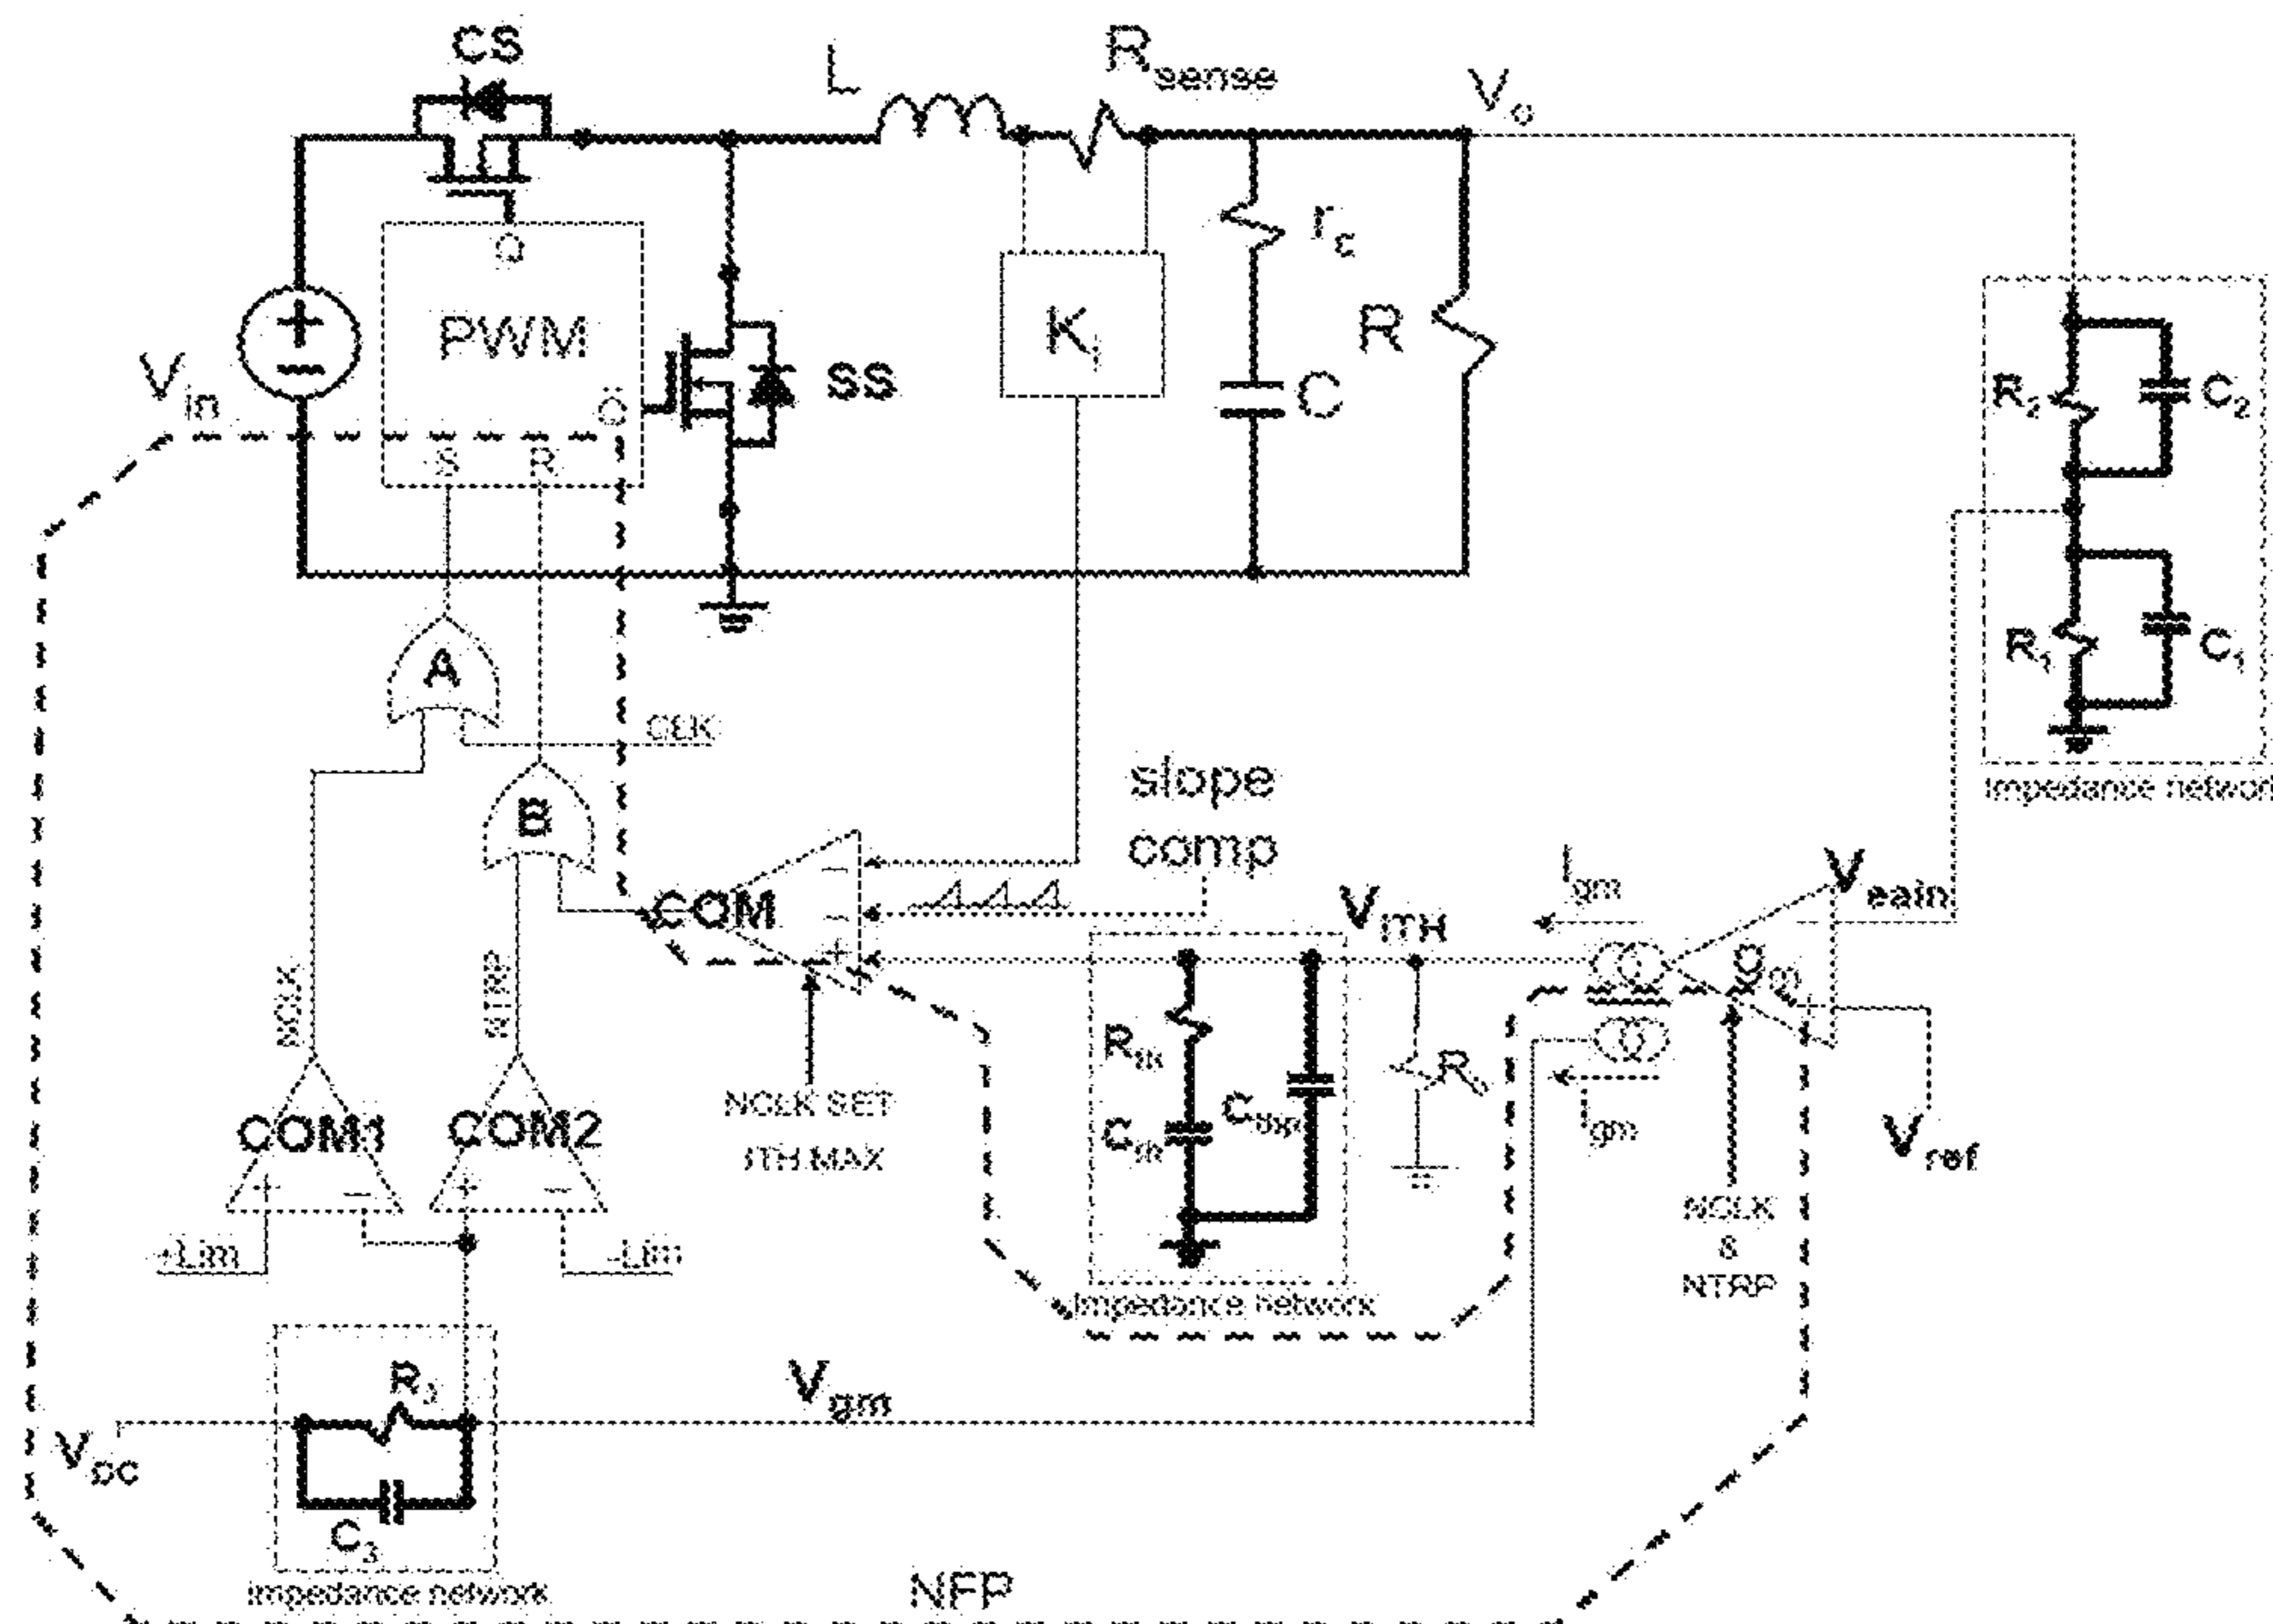 CS
L
Rsense
Vo
Q
PWM
Vin
SS
S
R
Ki
rc
C
R
R2
C2
R1
C1
Impedance network
A
CLK
B
slope
comp
COM
VITH
Igm
gm
Veain
NCLK
NTRP
Rth
Cth
Ro
Igm
Vref
NCLK SET
ITH MAX
COM1
COM2
+Lim
-Lim
NCLK
&
NTRP
Impedance network
R3
Vgm
VDC
C3
Impedance network
NFP